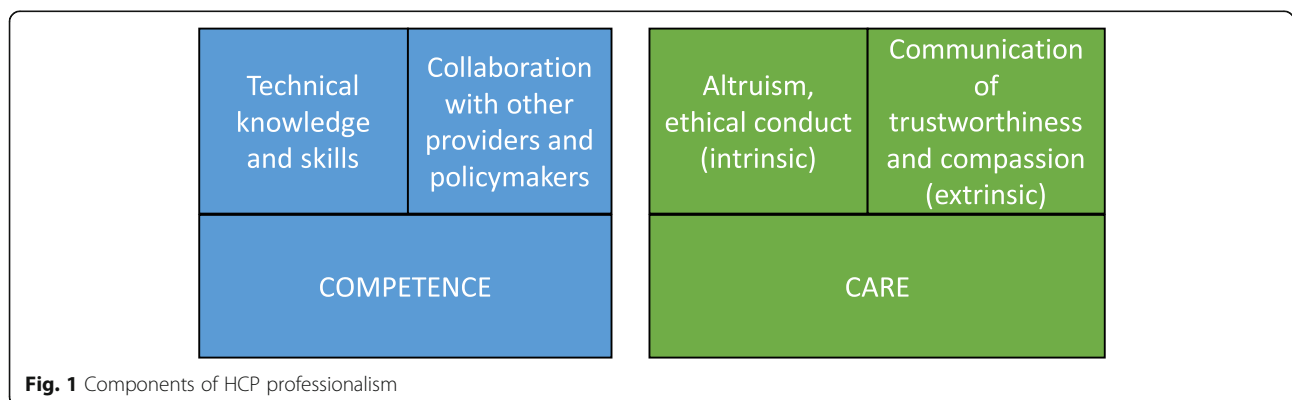 Technical
knowledge
and skills
Collaboration
with other
providers and
policymakers
COMPETENCE
Altruism,
ethical conduct
(intrinsic)
Communication
of
trustworthiness
and compassion
(extrinsic)
CARE
Fig. 1 Components of HCP professionalism